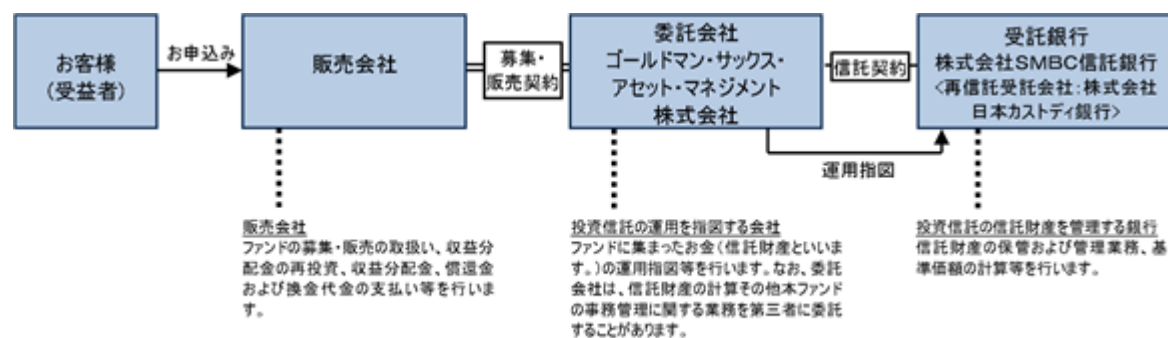 お客様
(受益者)
お申込み
販売会社
募集・
販売契約
委託会社
ゴールドマン・サックス・
アセット・マネジメント
株式会社
信託契約
受託銀行
株式会社SMBC信託銀行
<再信託受託会社:株式会社
日本カストディ銀行>
運用指図
販売会社
ファンドの募集・販売の取扱い、収益分
配金の再投資、収益分配金、償還金
および換金代金の支払い等を行いま
す。
投資信託の運用を指図する会社
ファンドに集まったお金(信託財産といいま
す。)の運用指図等を行います。なお、委託
会社は、信託財産の計算その他本ファンド
の事務管理に関する業務を第三者に委託
することがあります。
投資信託の信託財産を管理する銀行
信託財産の保管および管理業務、基
準価額の計算等を行います。